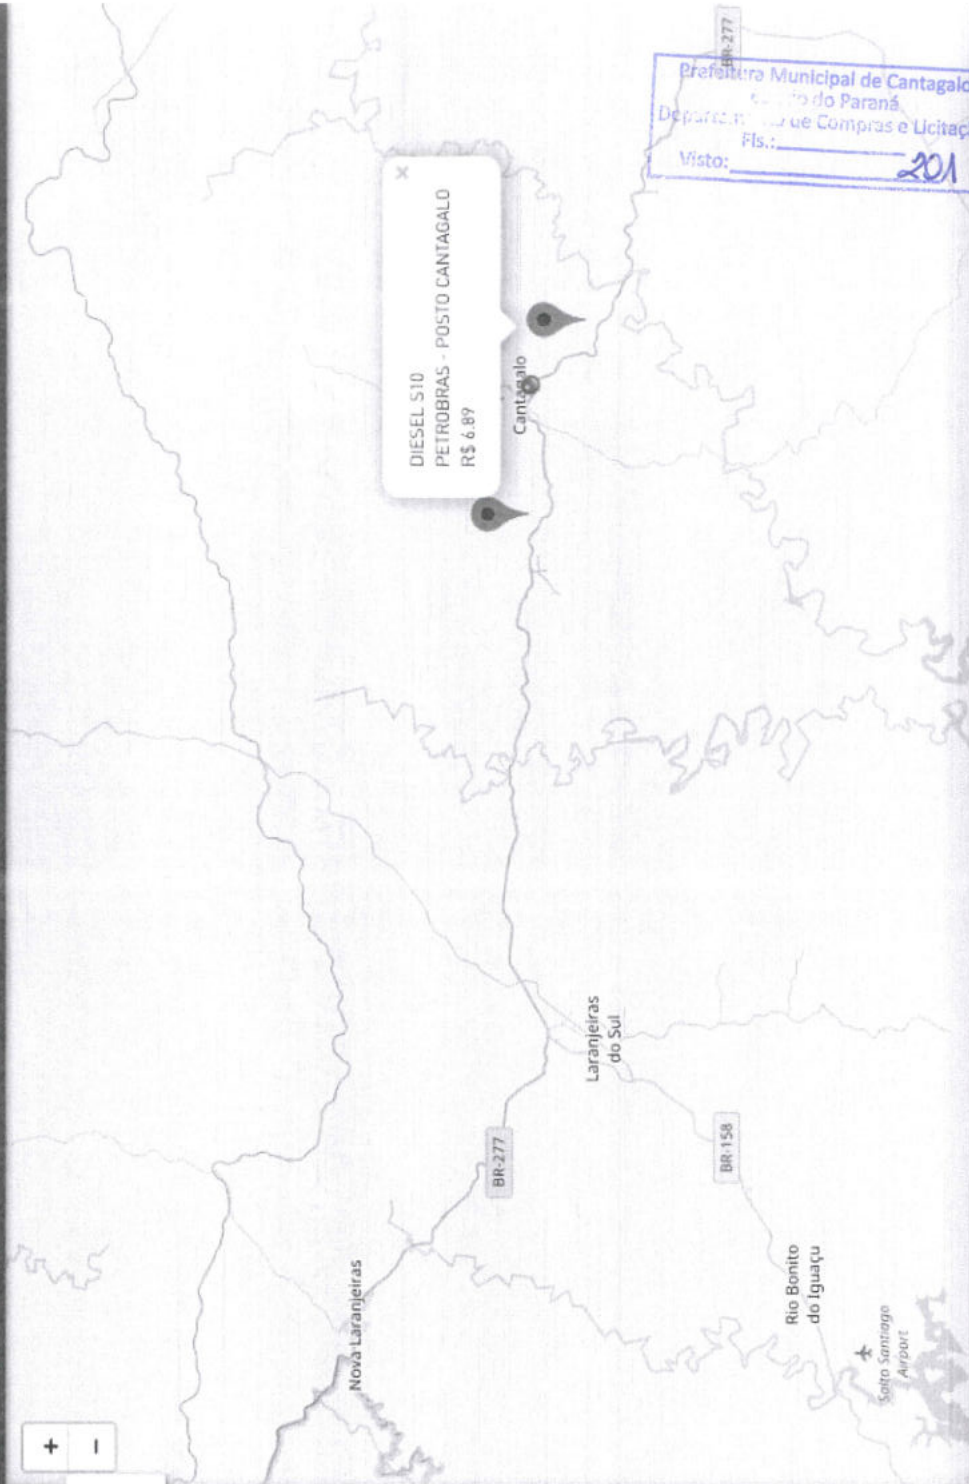 BR-277
Prefeitura Municipal de Cantagalo
do Paraná
de Compras e Licitaç
Fls.:
Visto:
201
×
DIESEL S10
PETROBRAS - POSTO CANTAGALO
R$ 6.89
Cantagalo
Laranjeiras
do Sul
BR-277
BR-158
Nova Laranjeiras
Rio Bonito
do Iguaçu
Salto Santiago
Airport
+
−